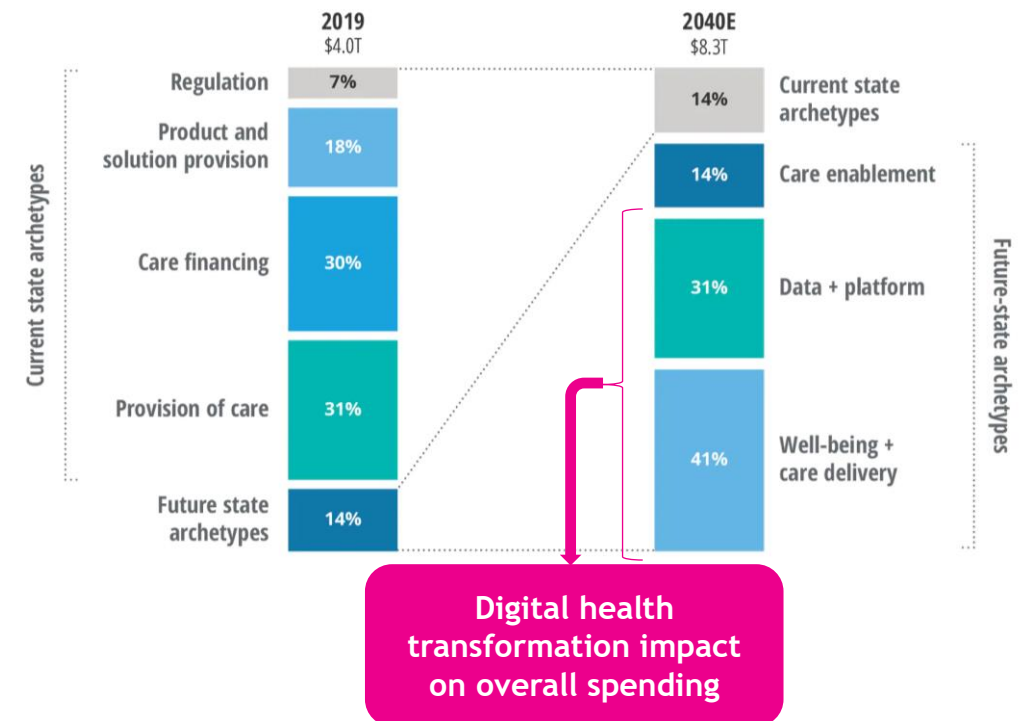 2019
$4.0T
2040E
$8.3T
Current state archetypes
Regulation
7%
Product and
solution provision
18%
Care financing
30%
Provision of care
31%
Future state
archetypes
14%
14%
Current state
archetypes
14%
Care enablement
31%
Data + platform
41%
Well-being +
care delivery
Future-state archetypes
Digital health
transformation impact
on overall spending